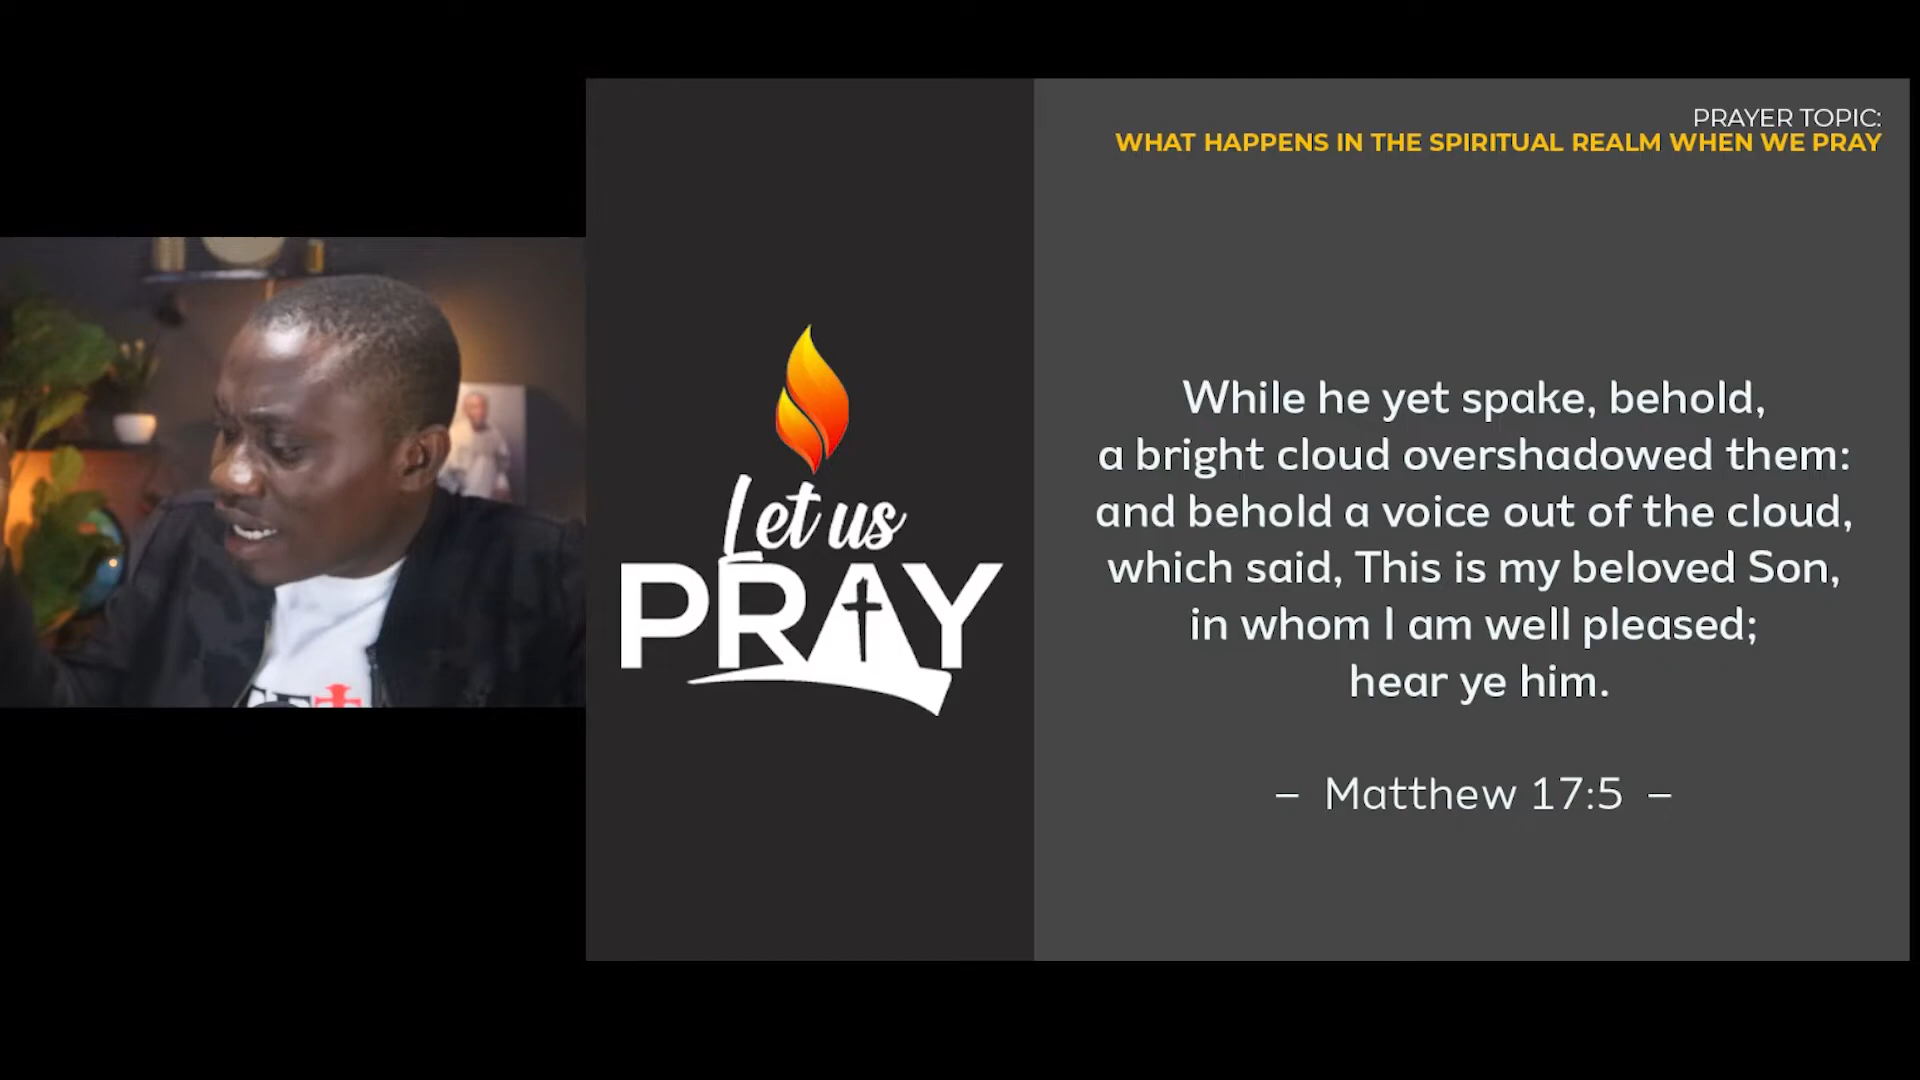 PRAYER TOPIC:
WHAT HAPPENS IN THE SPIRITUAL REALM WHEN WE PRAY
Let us
PRAY
While he yet spake, behold,
a bright cloud overshadowed them:
and behold a voice out of the cloud,
which said, This is my beloved Son,
in whom I am well pleased;
hear ye him.
– Matthew 17:5 –